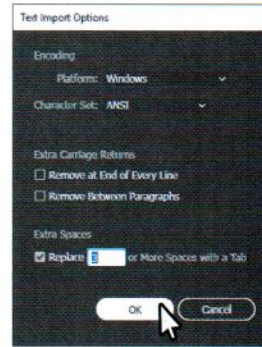 Text Import Options
Encoding
Platform: Windows
Character Set: ANSI
Extra Carriage Returns
Remove at End of Every Line
Remove Between Paragraphs
Extra Spaces
Replace 3 or More Spaces with a Tab
OK Cancel